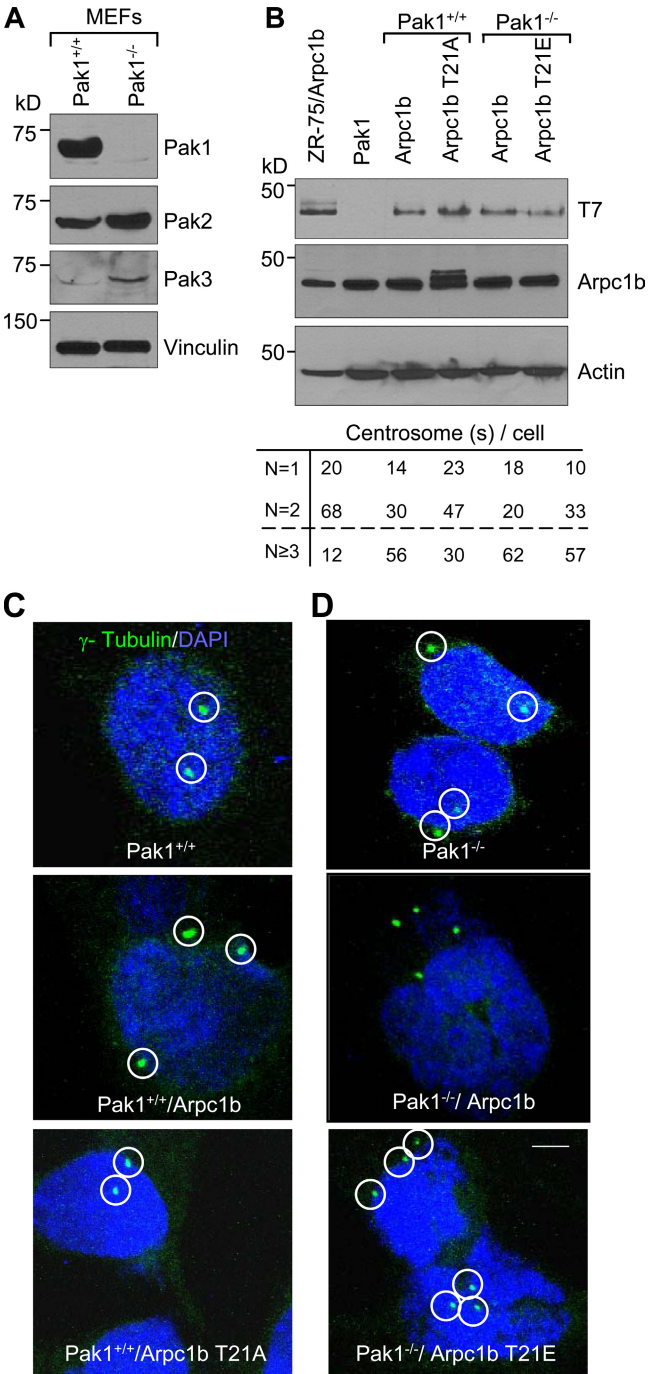 A
MEFs
Pak1+/+
Pak1-/-
kD
75
Pak1
75
Pak2
75
Pak3
150
Vinculin
B
Pak1+/+
Pak1-/-
ZR-75/Arpc1b
Pak1
Arpc1b
Arpc1b T21A
Arpc1b
Arpc1b T21E
kD
50
T7
50
Arpc1b
50
Actin
Centrosome (s) / cell
N=1 20 14 23 18 10
N=2 68 30 47 20 33
N≥3 12 56 30 62 57
C
γ- Tubulin/DAPI
Pak1+/+
Pak1+/+/Arpc1b
Pak1+/+/Arpc1b T21A
D
Pak1-/-
Pak1-/-/ Arpc1b
Pak1-/-/ Arpc1b T21E